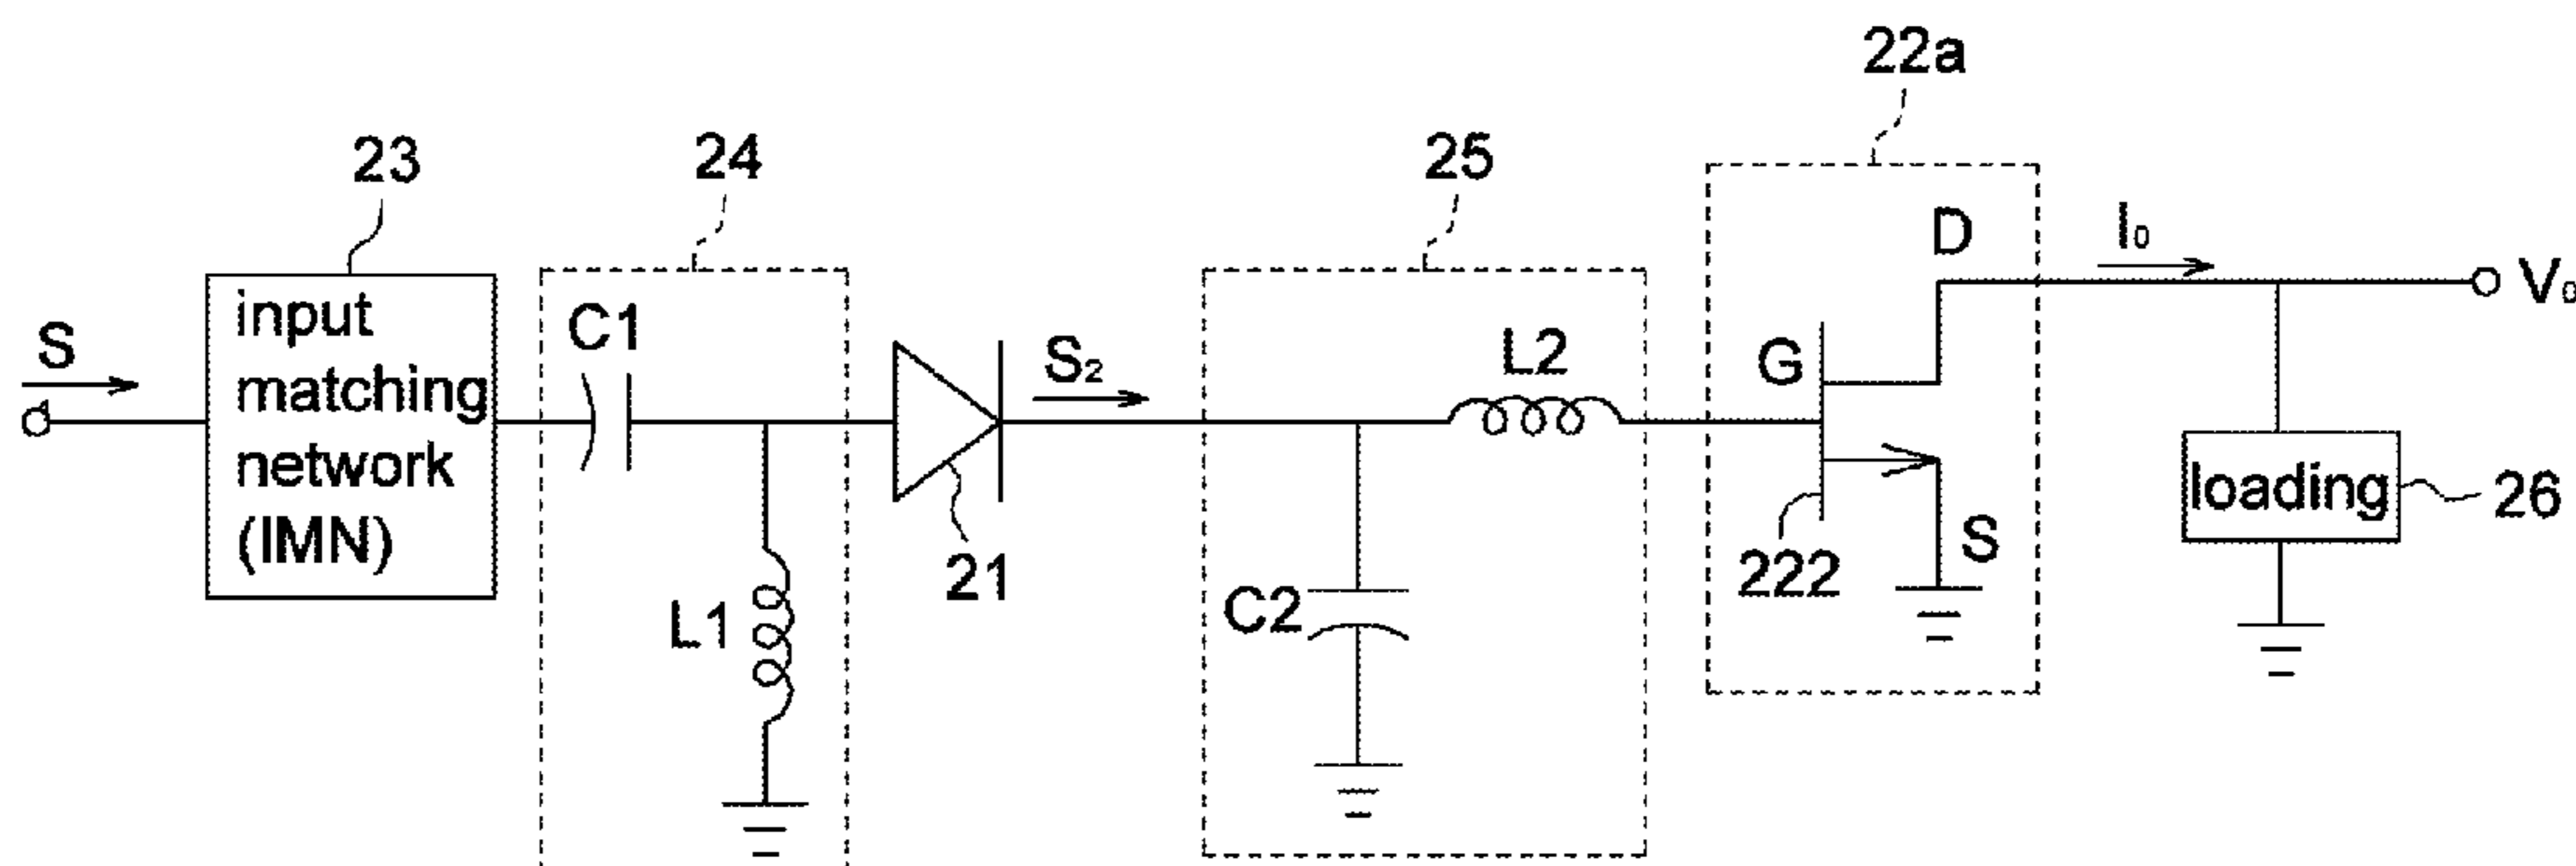 22a
23
24
25
D
I₀
V₀
input
matching
network
(IMN)
S
C1
S₂
L2
G
loading
26
21
222
S
L1
C2